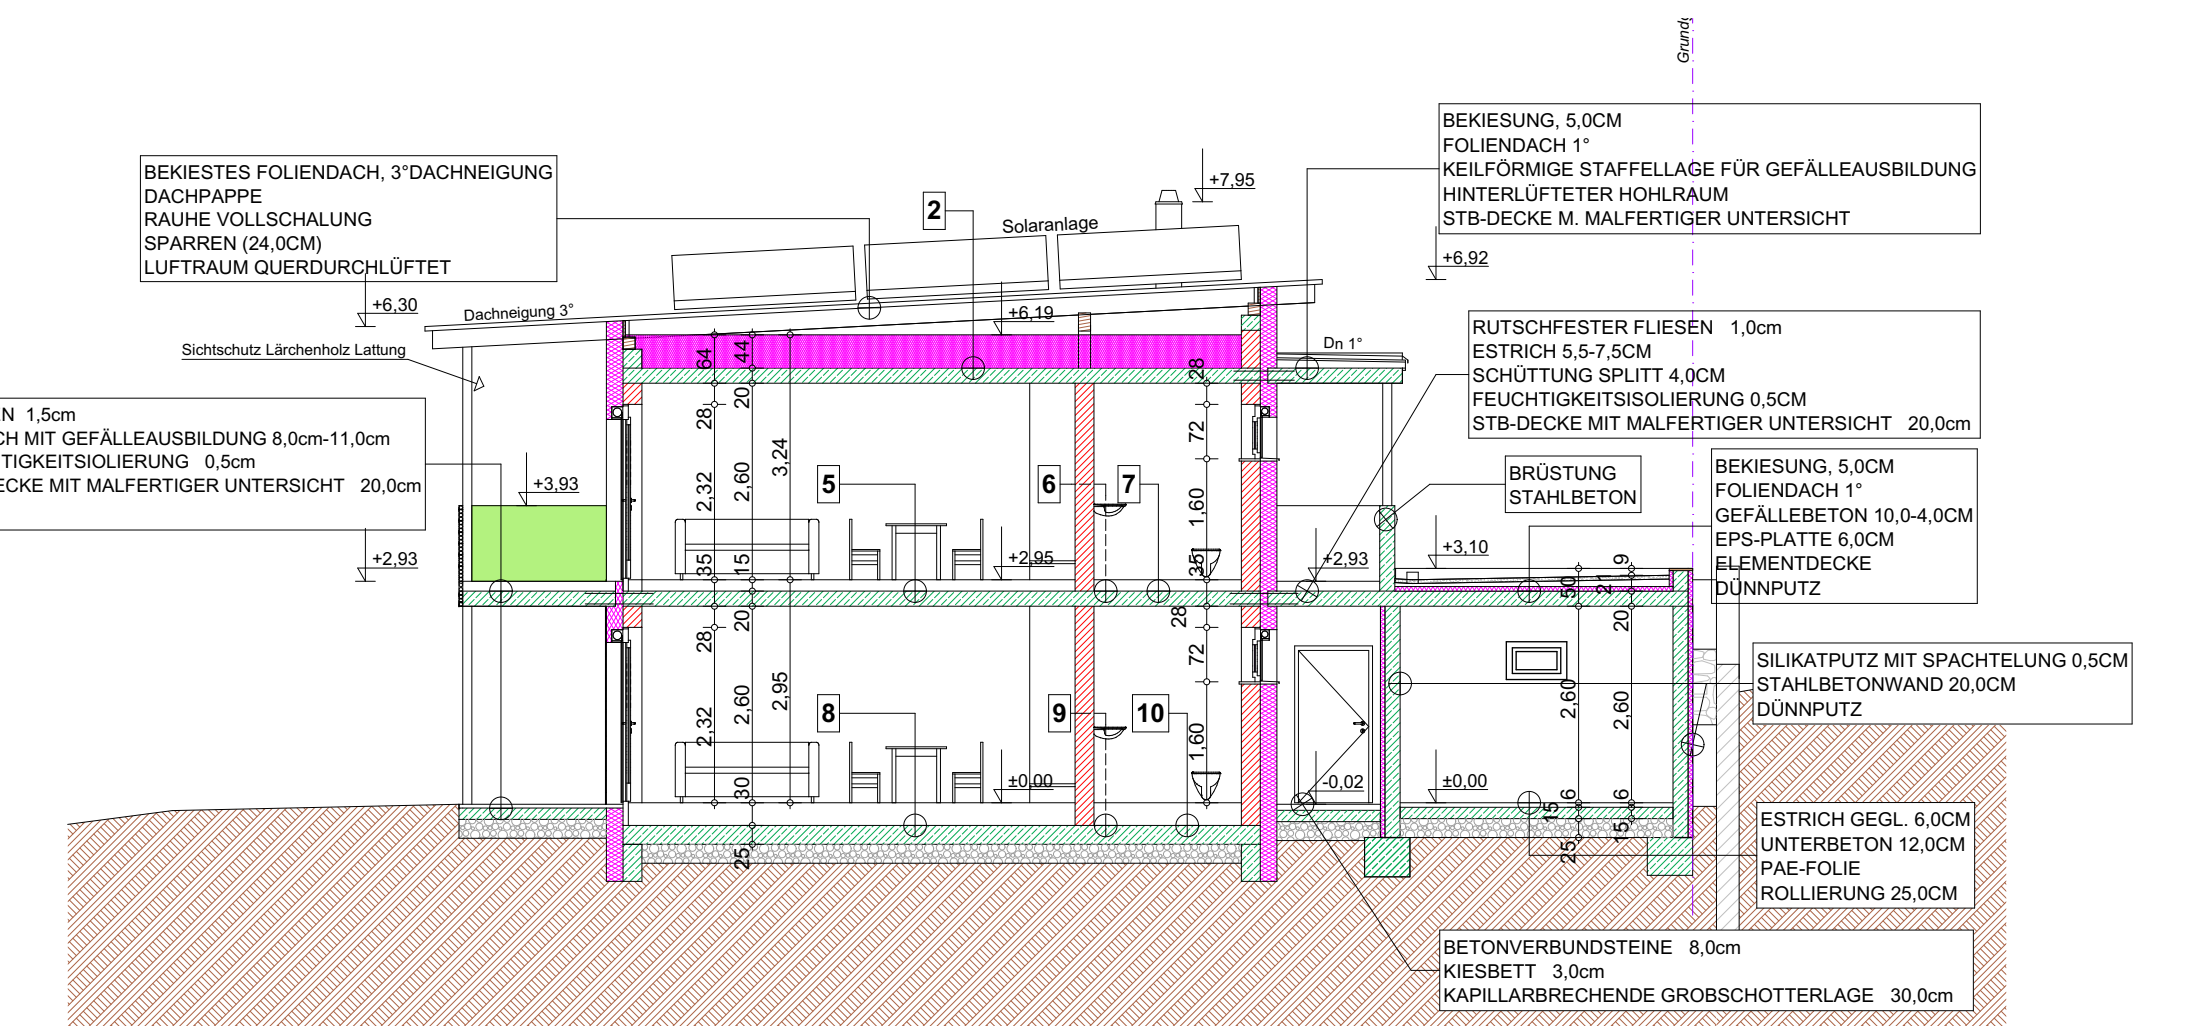 Grund
BEKIESUNG, 5,0CM
FOLIENDACH 1°
KEILFÖRMIGE STAFFELLAGE FÜR GEFÄLLEAUSBILDUNG
HINTERLÜFTETER HOHLRAUM
STB-DECKE M. MALFERTIGER UNTERSICHT
BEKIESTES FOLIENDACH, 3°DACHNEIGUNG
DACHPAPPE
RAUHE VOLLSCHALUNG
SPARREN (24,0CM)
LUFTRAUM QUERDURCHLÜFTET
+7,95
2
Solaranlage
+6,92
+6,30
Dachneigung 3°
+6,19
Sichtschutz Lärchenholz Lattung
Dn 1°
RUTSCHFESTER FLIESEN 1,0cm
ESTRICH 5,5-7,5CM
SCHÜTTUNG SPLITT 4,0CM
FEUCHTIGKEITSISOLIERUNG 0,5CM
STB-DECKE MIT MALFERTIGER UNTERSICHT 20,0cm
EN 1,5cm
CH MIT GEFÄLLEAUSBILDUNG 8,0cm-11,0cm
TIGKEITSIOLIERUNG 0,5cm
ECKE MIT MALFERTIGER UNTERSICHT 20,0cm
64
44
28
20
28
72
3,24
2,32
2,60
1,60
35
15
35
5
6
7
BRÜSTUNG
STAHLBETON
BEKIESUNG, 5,0CM
FOLIENDACH 1°
GEFÄLLEBETON 10,0-4,0CM
EPS-PLATTE 6,0CM
ELEMENTDECKE
DÜNNPUTZ
+3,93
+2,93
+2,95
+2,93
+3,10
9
50
21
20
28
20
28
72
2,95
2,32
2,60
1,60
30
25
8
9
10
2,60
2,60
SILIKATPUTZ MIT SPACHTELUNG 0,5CM
STAHLBETONWAND 20,0CM
DÜNNPUTZ
±0,00
-0,02
±0,00
6
6
15
15
25
ESTRICH GEGL. 6,0CM
UNTERBETON 12,0CM
PAE-FOLIE
ROLLIERUNG 25,0CM
BETONVERBUNDSTEINE 8,0cm
KIESBETT 3,0cm
KAPILLARBRECHENDE GROBSCHOTTERLAGE 30,0cm